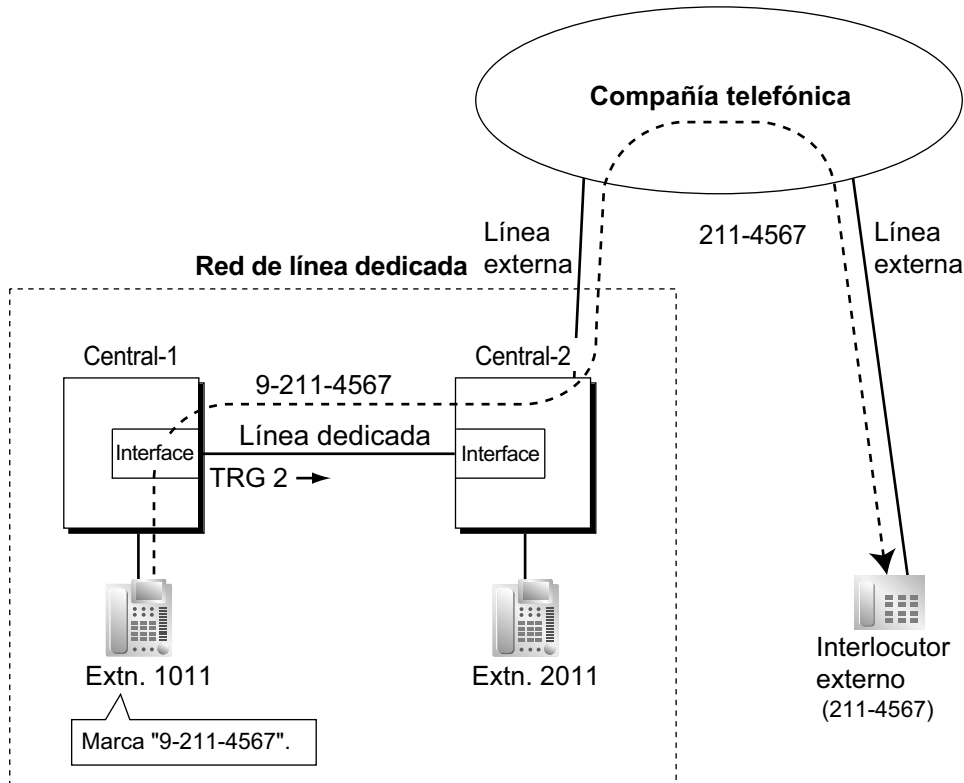 Compañía telefónica
Línea
externa
211-4567
Línea
externa
Red de línea dedicada
Central-1
Central-2
9-211-4567
Interface
Línea dedicada
Interface
TRG 2
Extn. 1011
Extn. 2011
Interlocutor
externo
(211-4567)
Marca "9-211-4567".